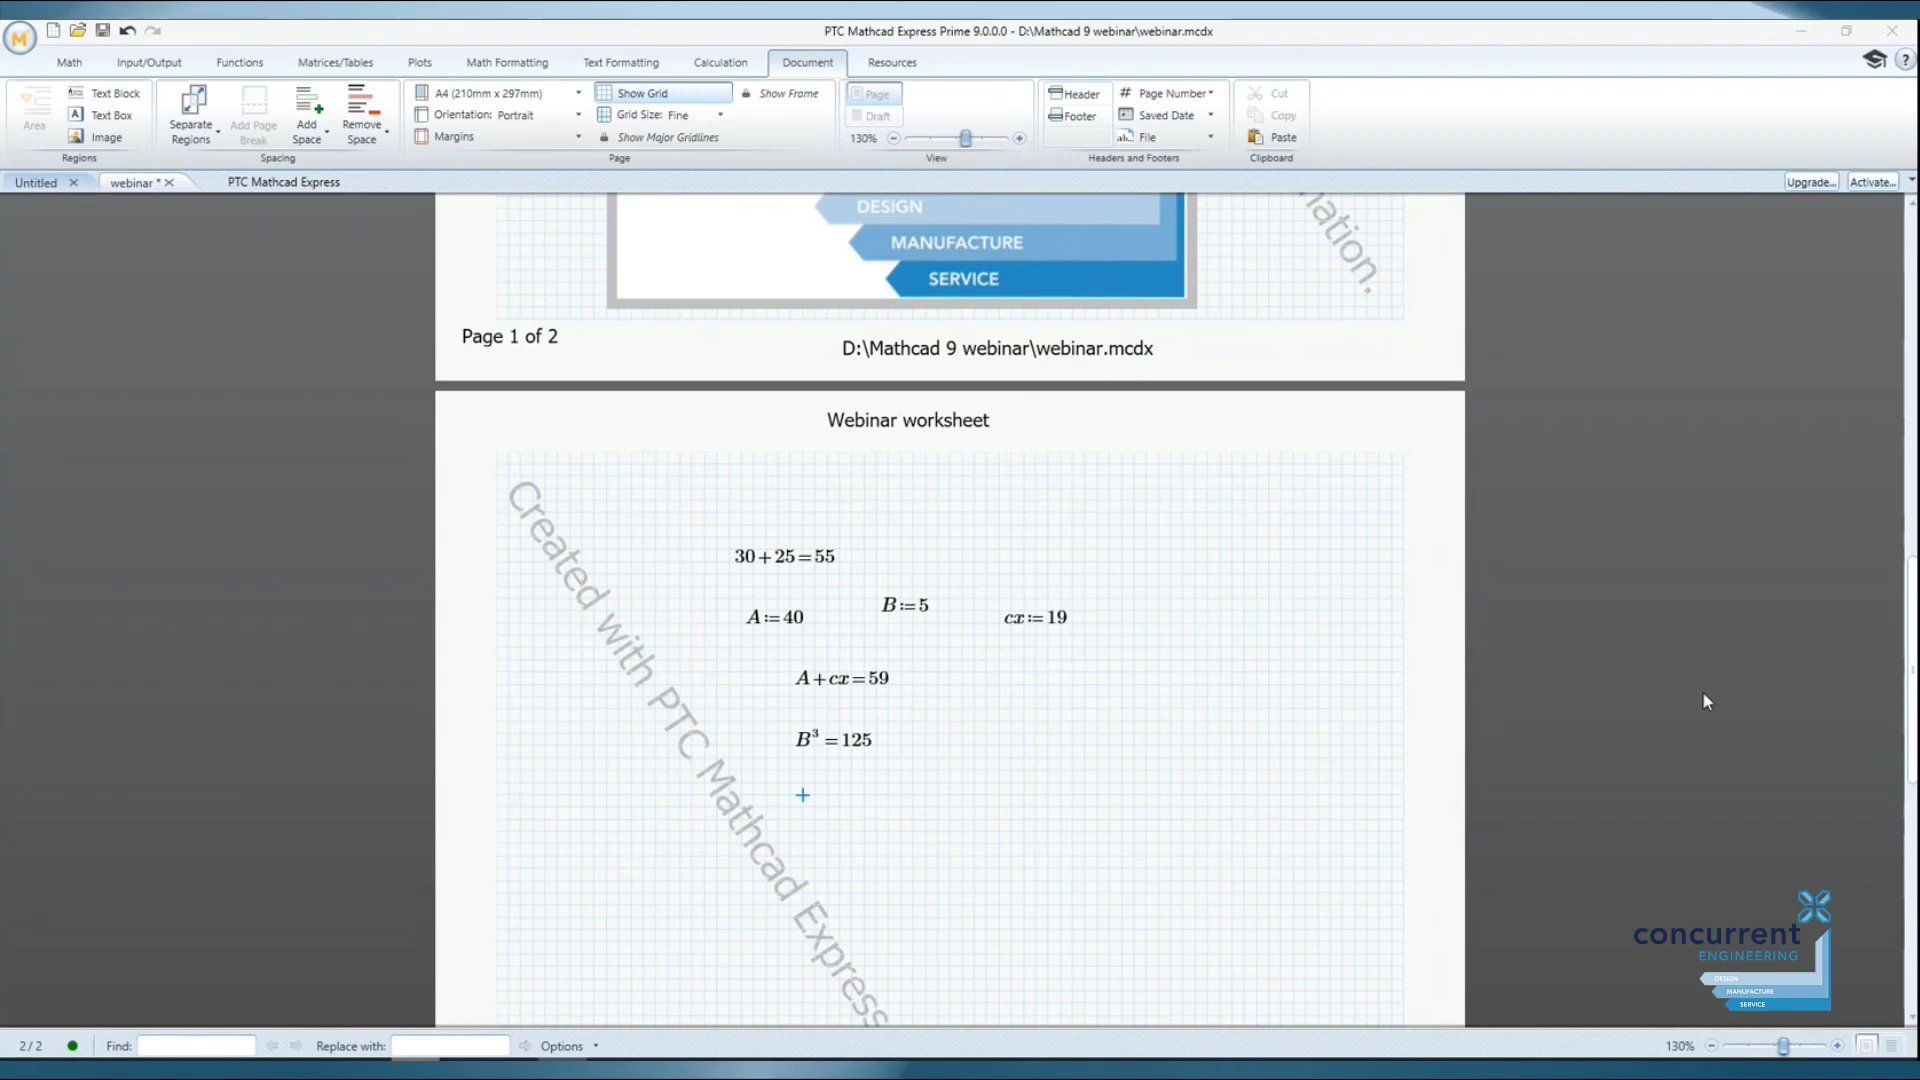 PTC Mathcad Express Prime 9.0.0.0 - D:\Mathcad 9 webinar\webinar.mcdx
Math Input/Output Functions Matrices/Tables Plots Math Formatting Text Formatting Calculation Document Resources
Area
Text Block
Text Box
Image
Regions
Separate Regions
Add Page Break
Add Space
Remove Space
Spacing
A4 (210mm x 297mm)
Orientation: Portrait
Margins
Show Grid
Grid Size: Fine
Show Major Gridlines
Show Frame
Page
Page
Draft
130%
View
Header
Footer
# Page Number
Saved Date
File
Headers and Footers
Cut
Copy
Paste
Clipboard
Untitled
webinar *
PTC Mathcad Express
Upgrade...
Activate...
DESIGN
MANUFACTURE
SERVICE
mation.
Page 1 of 2
D:\Mathcad 9 webinar\webinar.mcdx
Webinar worksheet
Created with PTC Mathcad Express
30+25=55
A:=40
B:=5
cx:=19
A+cx=59
B³=125
concurrent
ENGINEERING
DESIGN
MANUFACTURE
SERVICE
2/2
Find:
Replace with:
Options
130%